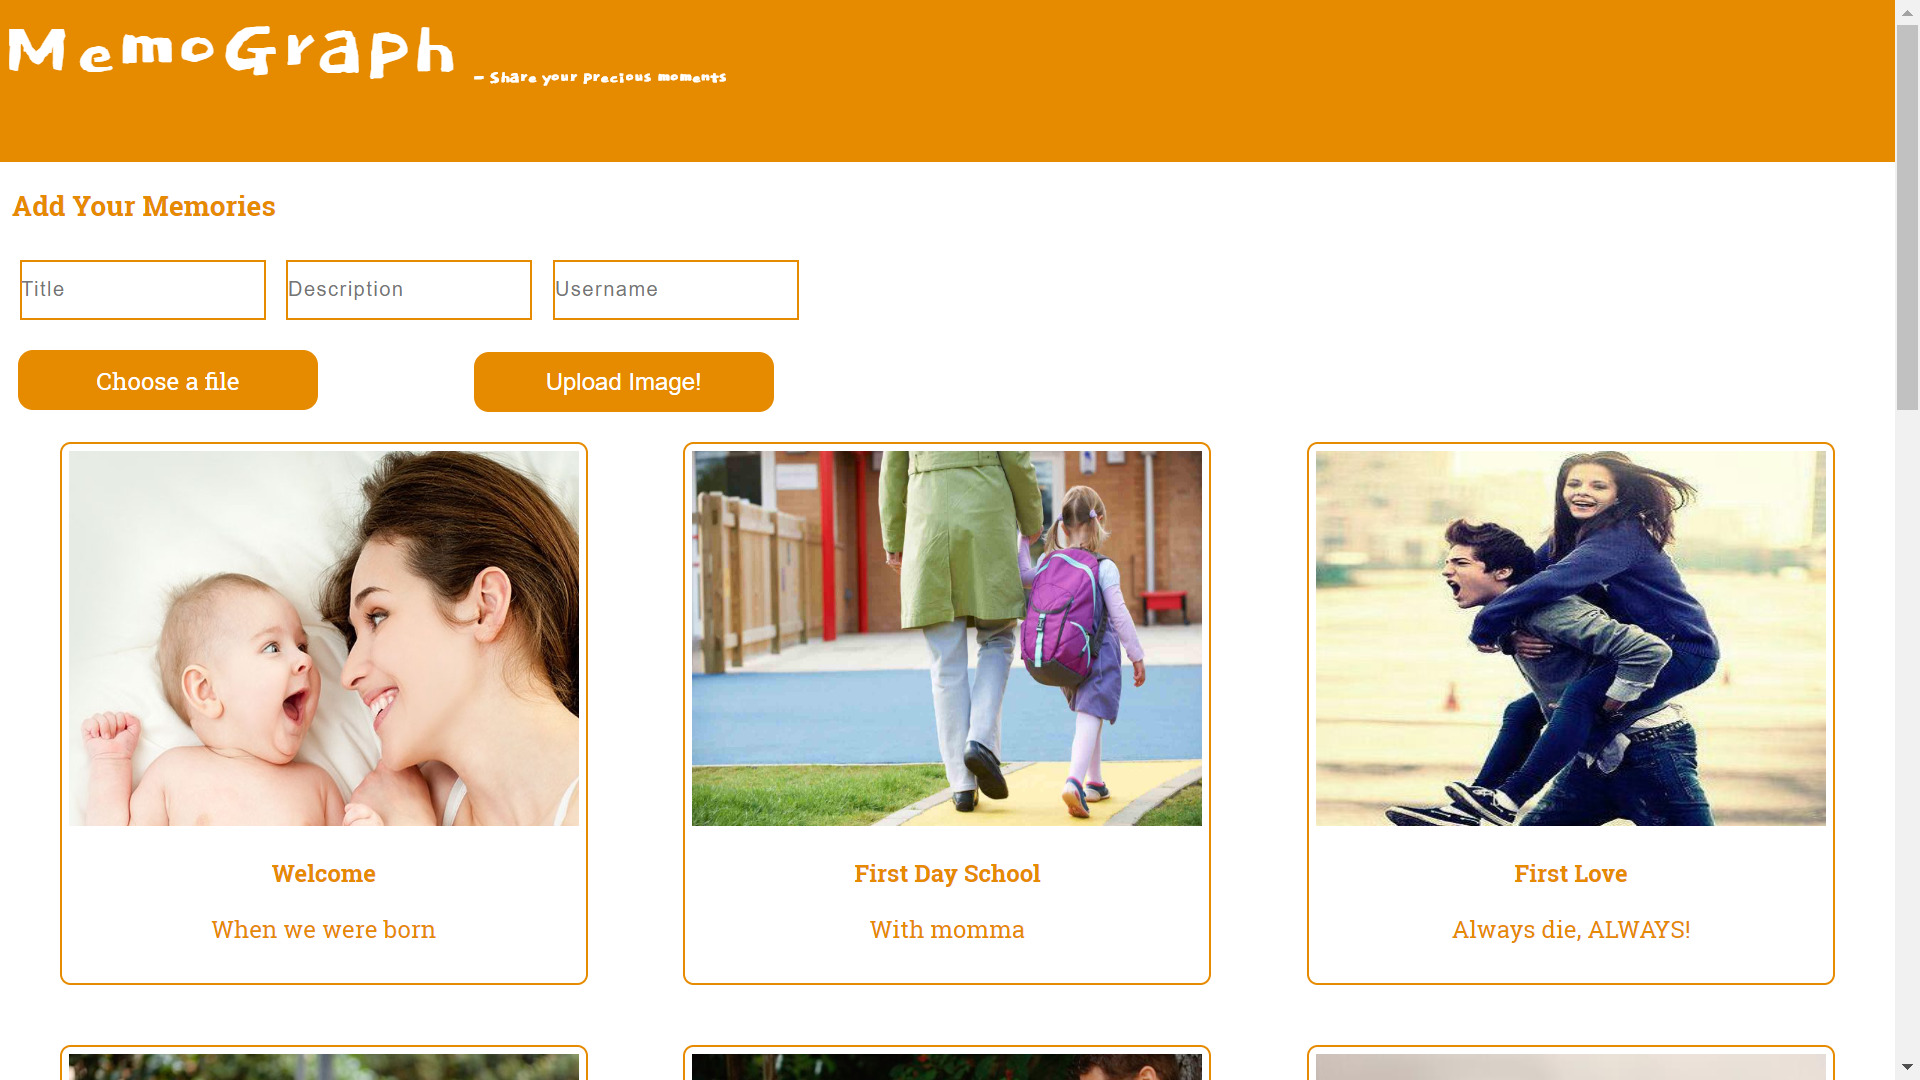 MemoGraph - Share your precious moments
Add Your Memories
Title Description Username
Choose a file Upload Image!
Welcome
When we were born
First Day School
With momma
First Love
Always die, ALWAYS!